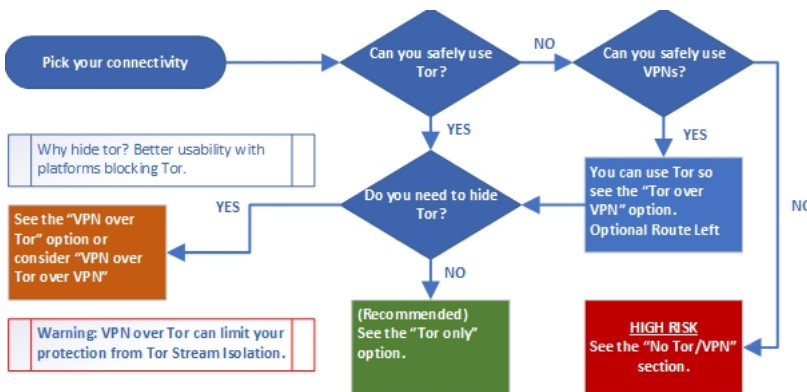 Pick your connectivity
Can you safely use
Tor?
NO
Can you safely use
VPNs?
YES
YES
NO
Why hide tor? Better usability with
platforms blocking Tor.
Do you need to hide
Tor?
You can use Tor so
see the “Tor over
VPN” option.
Optional Route Left
YES
See the “VPN over
Tor” option or
consider “VPN over
Tor over VPN”
NO
Warning: VPN over Tor can limit your
protection from Tor Stream Isolation.
(Recommended)
See the “Tor only”
option.
HIGH RISK
See the “No Tor/VPN”
section.